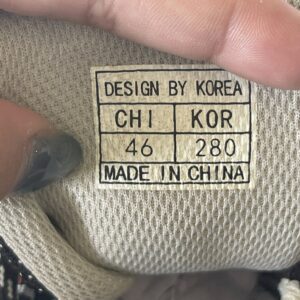 DESIGN BY KOREA
CHI KOR
46 280
MADE IN CHINA